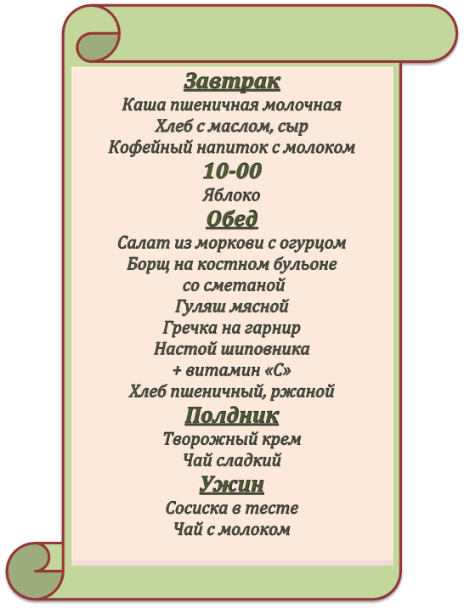 Завтрак
Каша пшеничная молочная
Хлеб с маслом, сыр
Кофейный напиток с молоком
10-00
Яблоко
Обед
Салат из моркови с огурцом
Борщ на костном бульоне
со сметаной
Гуляш мясной
Гречка на гарнир
Настой шиповника
+ витамин «С»
Хлеб пшеничный, ржаной
Полдник
Творожный крем
Чай сладкий
Ужин
Сосиска в тесте
Чай с молоком